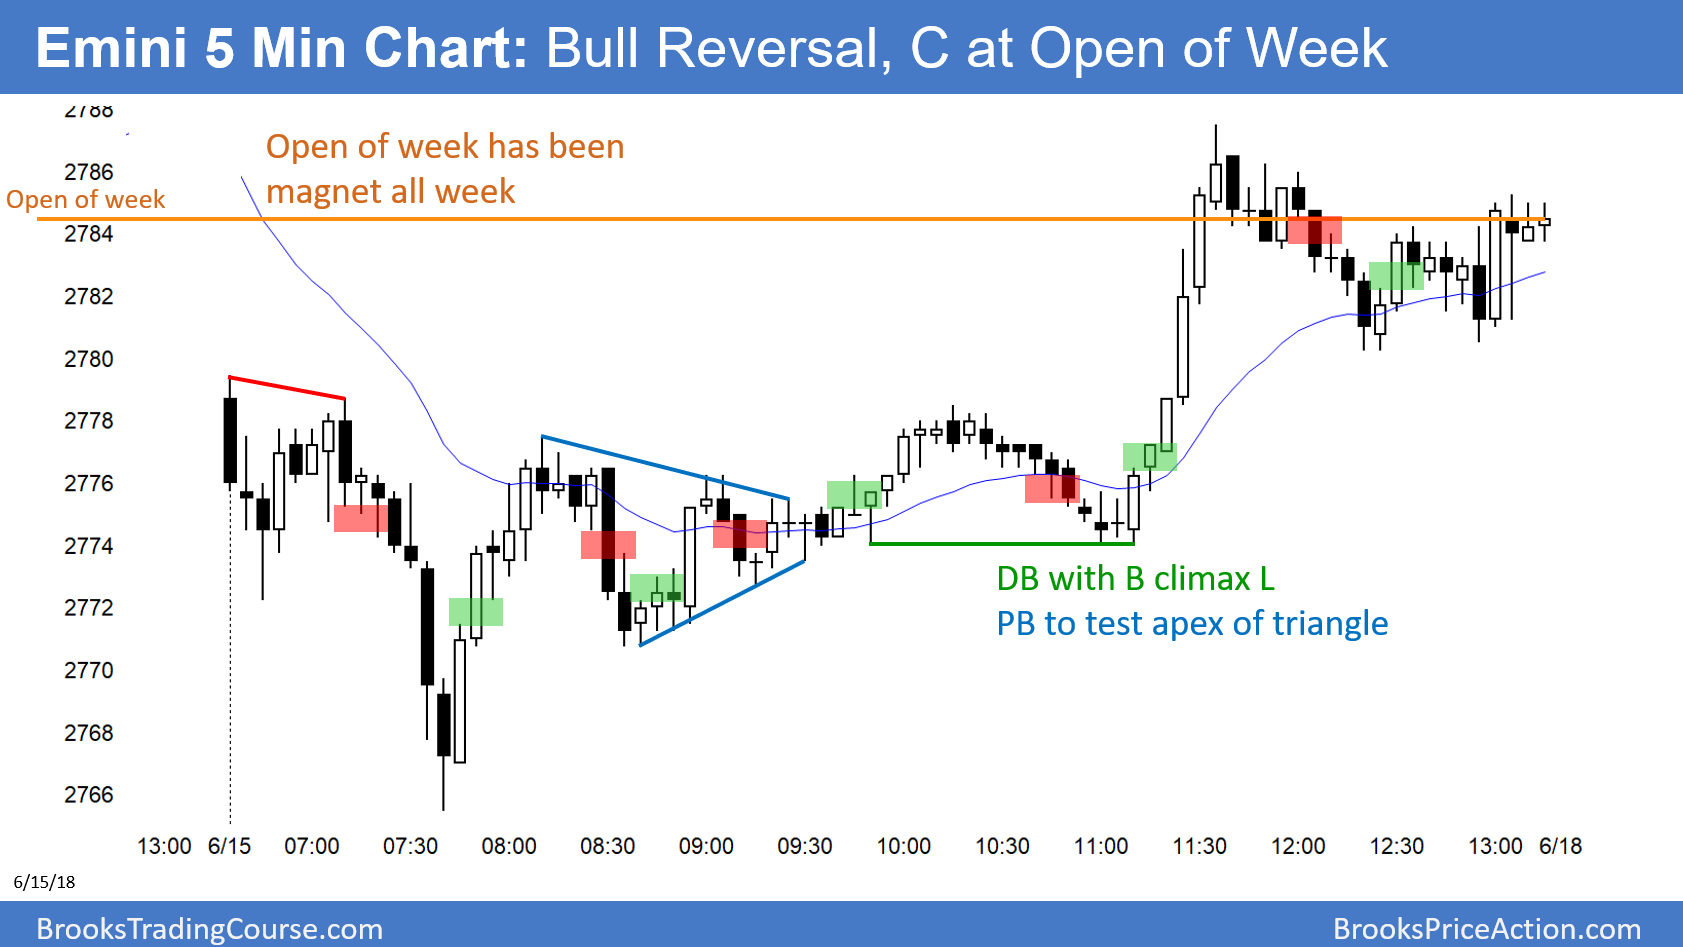 Emini 5 Min Chart: Bull Reversal, C at Open of Week
2788
Open of week has been
magnet all week
2786
Open of week
2784
2782
2780
2778
2776
2774
2772
2770
2768
2766
DB with B climax L
PB to test apex of triangle
13:00 6/15 07:00 07:30 08:00 08:30 09:00 09:30 10:00 10:30 11:00 11:30 12:00 12:30 13:00 6/18
6/15/18
BrooksTradingCourse.com
BrooksPriceAction.com